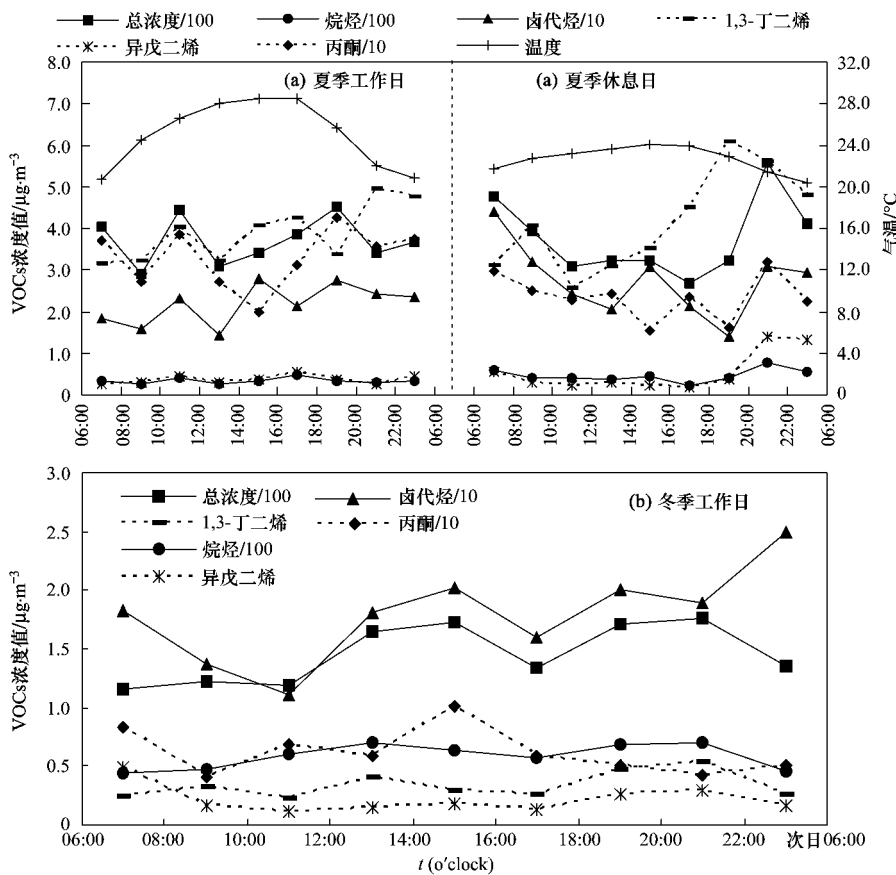 总浓度/100 烷烃/100 卤代烃/10 1,3-丁二烯
异戊二烯 丙酮/10 温度
8.0 (a) 夏季工作日 (a) 夏季休息日 32.0
7.0 28.0
6.0 24.0
5.0 20.0
4.0 16.0
3.0 12.0
2.0 8.0
1.0 4.0
0 0
VOCs浓度值/μg·m⁻³
气温/°C
06:00 08:00 10:00 12:00 14:00 16:00 18:00 20:00 22:00 06:00 06:00 08:00 10:00 12:00 14:00 16:00 18:00 20:00 22:00 06:00
3.0
总浓度/100 卤代烃/10 (b) 冬季工作日
1,3-丁二烯 丙酮/10
烷烃/100
异戊二烯
2.5
2.0
1.5
1.0
0.5
0
VOCs浓度值/μg·m⁻³
06:00 08:00 10:00 12:00 14:00 16:00 18:00 20:00 22:00 次日06:00
t (o'clock)